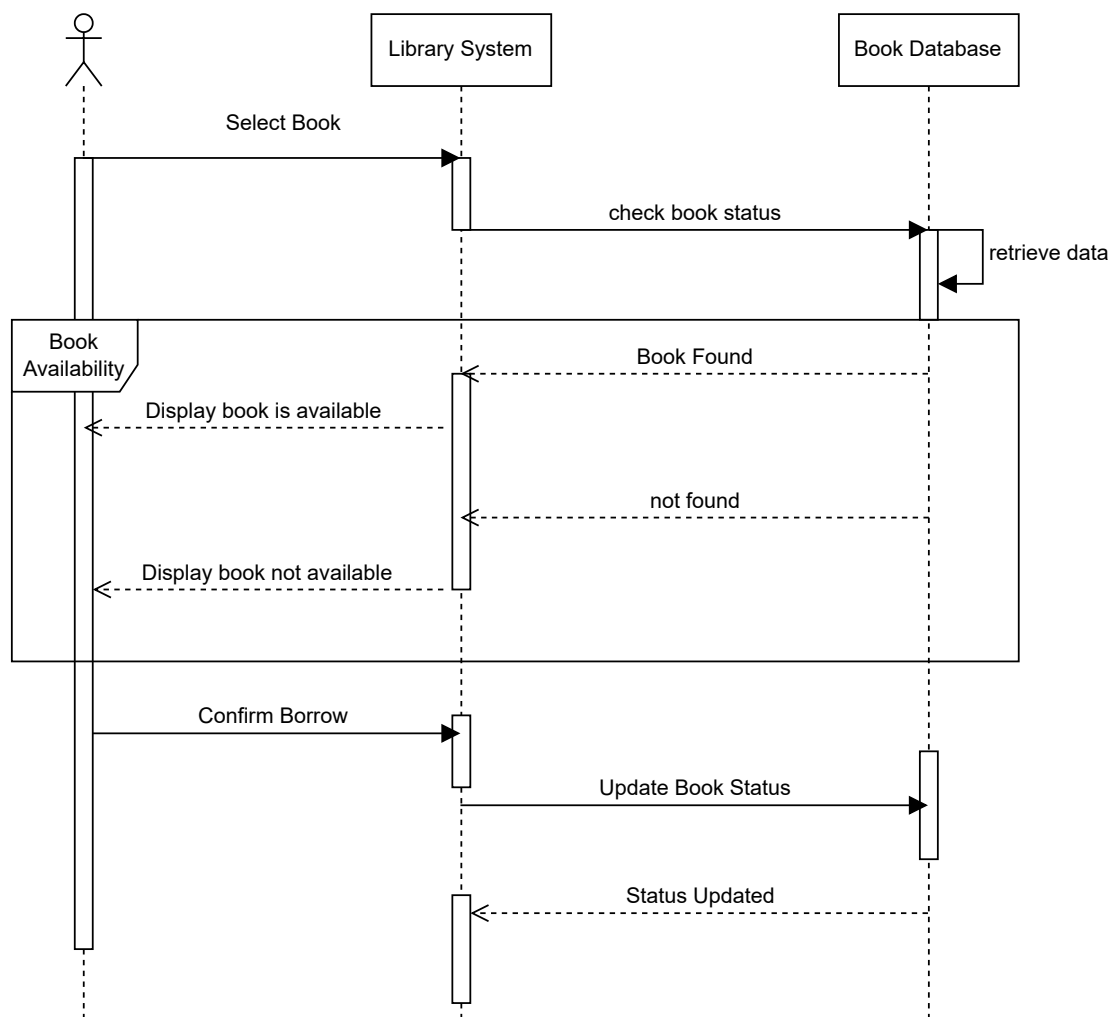 Library System
Book Database
Select Book
check book status
retrieve data
Book
Availability
Book Found
Display book is available
not found
Display book not available
Confirm Borrow
Update Book Status
Status Updated